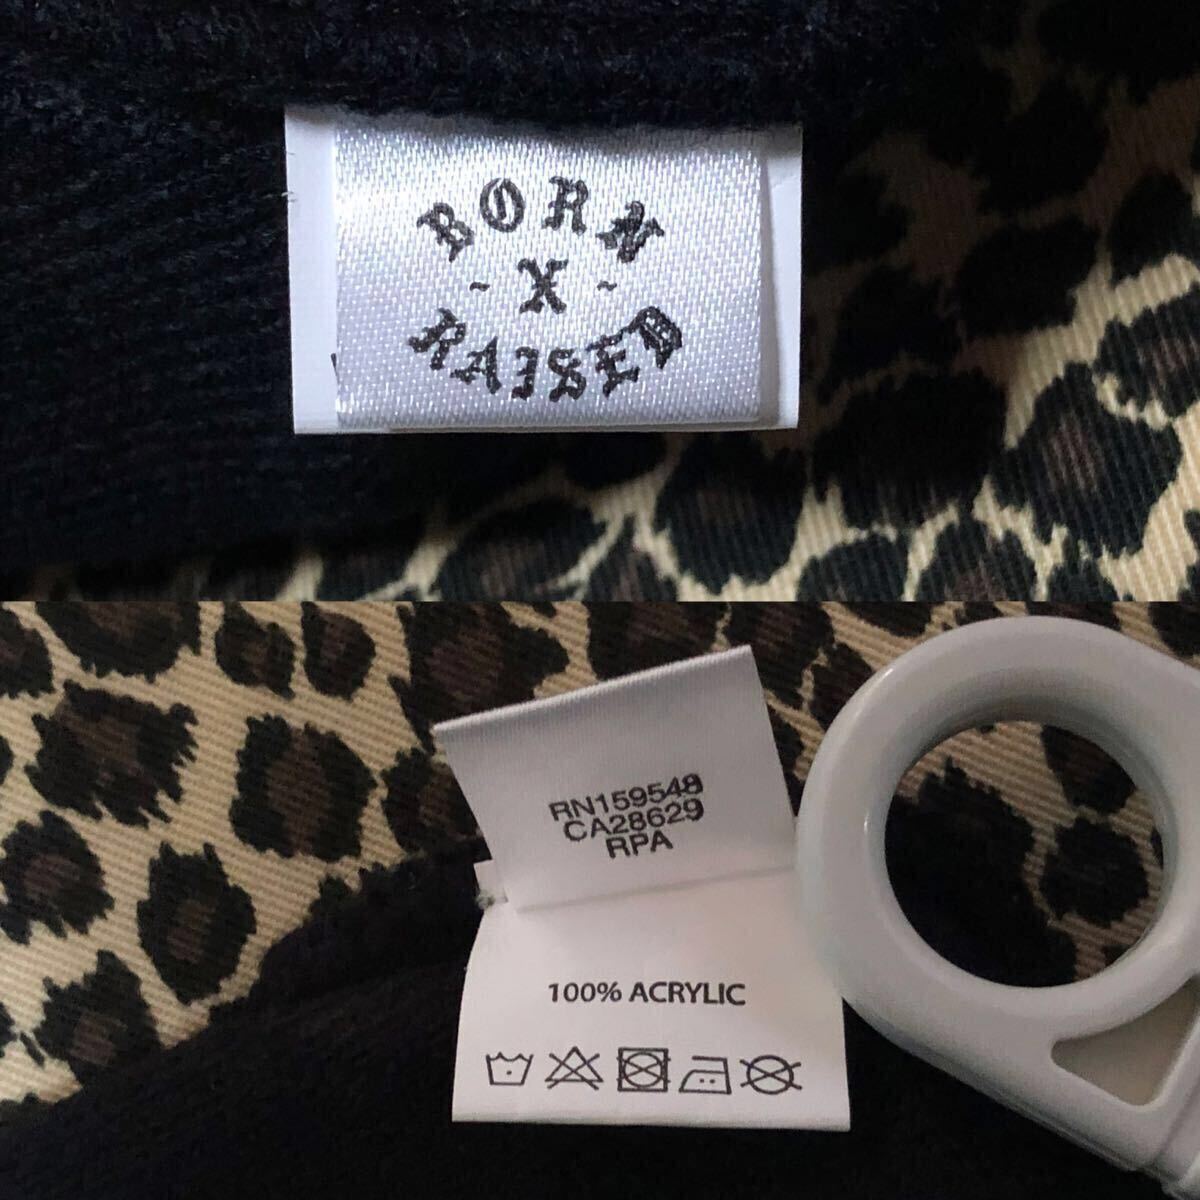 BORN
- X -
RAISED
RN159548
CA28629
RPA
100% ACRYLIC